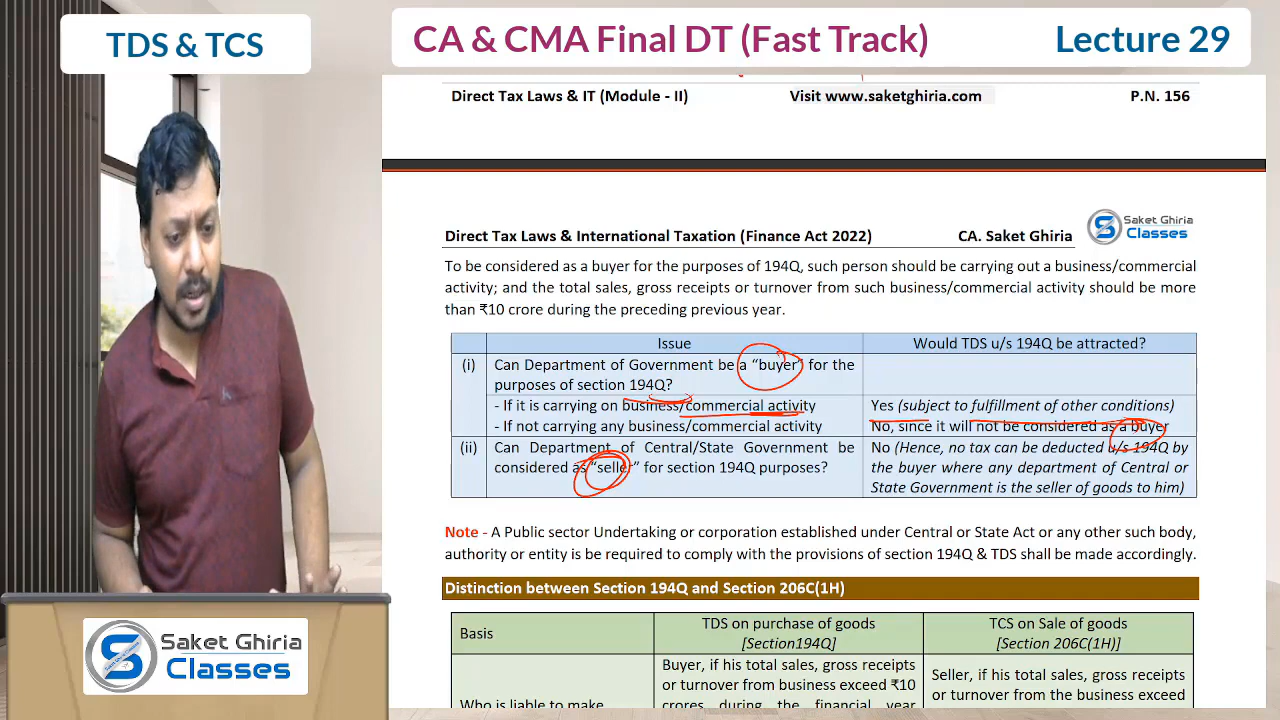 TDS & TCS
CA & CMA Final DT (Fast Track)
Lecture 29
Direct Tax Laws & IT (Module - II)
Visit www.saketghiria.com
P.N. 156
Direct Tax Laws & International Taxation (Finance Act 2022)
CA. Saket Ghiria
Saket Ghiria
Classes
To be considered as a buyer for the purposes of 194Q, such person should be carrying out a business/commercial
activity; and the total sales, gross receipts or turnover from such business/commercial activity should be more
than ₹10 crore during the preceding previous year.
Issue
Would TDS u/s 194Q be attracted?
(i)
Can Department of Government be a “buyer” for the
purposes of section 194Q?
- If it is carrying on business/commercial activity
Yes (subject to fulfillment of other conditions)
- If not carrying any business/commercial activity
No, since it will not be considered as a buyer
(ii)
Can Department of Central/State Government be
considered as “seller” for section 194Q purposes?
No (Hence, no tax can be deducted u/s 194Q by
the buyer where any department of Central or
State Government is the seller of goods to him)
Note - A Public sector Undertaking or corporation established under Central or State Act or any other such body,
authority or entity is be required to comply with the provisions of section 194Q & TDS shall be made accordingly.
Distinction between Section 194Q and Section 206C(1H)
Basis
TDS on purchase of goods
[Section194Q]
TCS on Sale of goods
[Section 206C(1H)]
Who is liable to make
Buyer, if his total sales, gross receipts
or turnover from business exceed ₹10
crores during the financial year
Seller, if his total sales, gross receipts
or turnover from the business exceed
Saket Ghiria
Classes